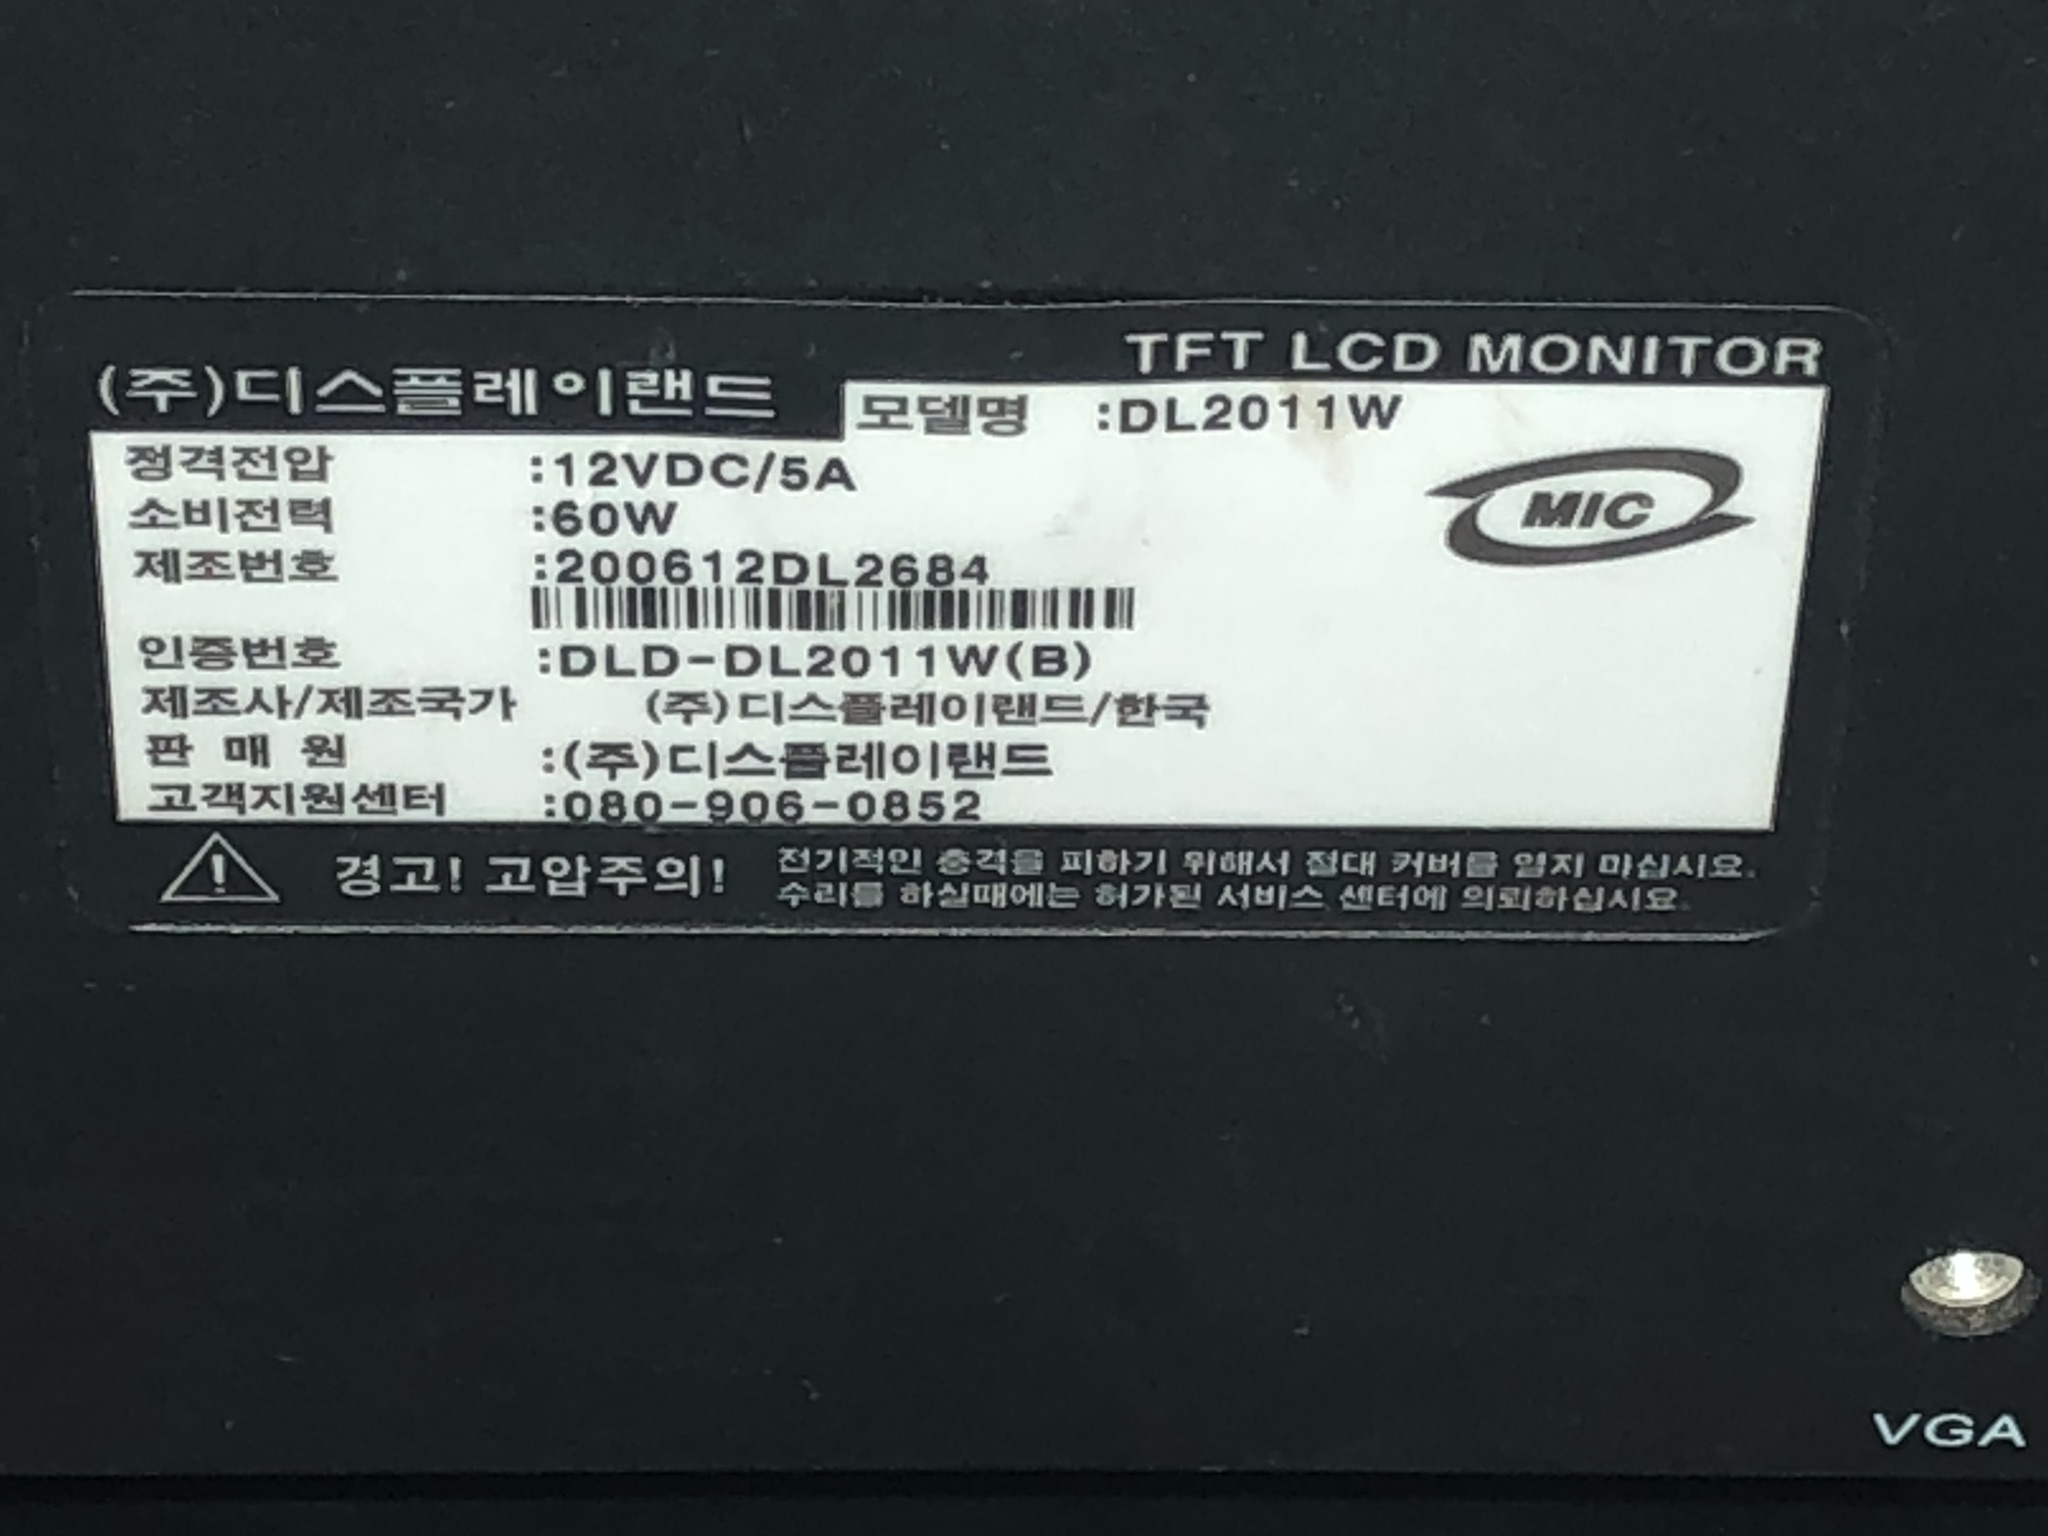 TFT LCD MONITOR
(주)디스플레이랜드
모델명 :DL2011W
정격전압 :12VDC/5A
MIC
소비전력 :60W
제조번호 :200612DL2684
인증번호 :DLD-DL2011W(B)
제조사/제조국가 (주)디스플레이랜드/한국
판 매 원 :(주)디스플레이랜드
고객지원센터 :080-906-0852
경고! 고압주의!
전기적인 충격을 피하기 위해서 절대 커버를 열지 마십시요.
수리를 하실때에는 허가된 서비스 센터에 의뢰하십시요.
VGA